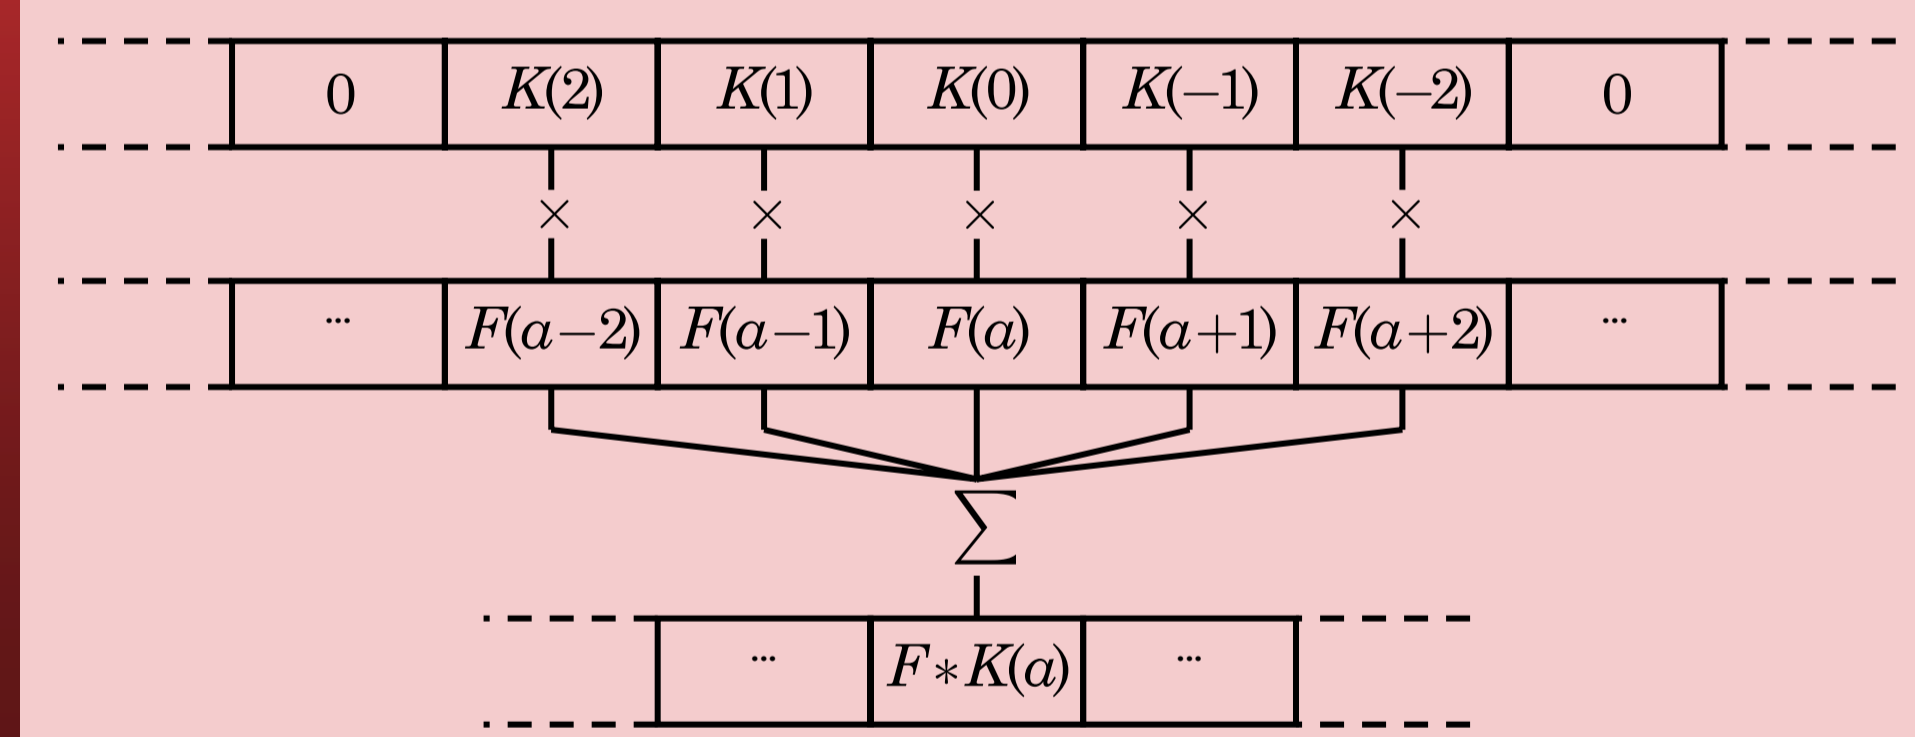 0 K(2) K(1) K(0) K(−1) K(−2) 0
× × × × ×
... F(a−2) F(a−1) F(a) F(a+1) F(a+2) ...
∑
... F∗K(a) ...